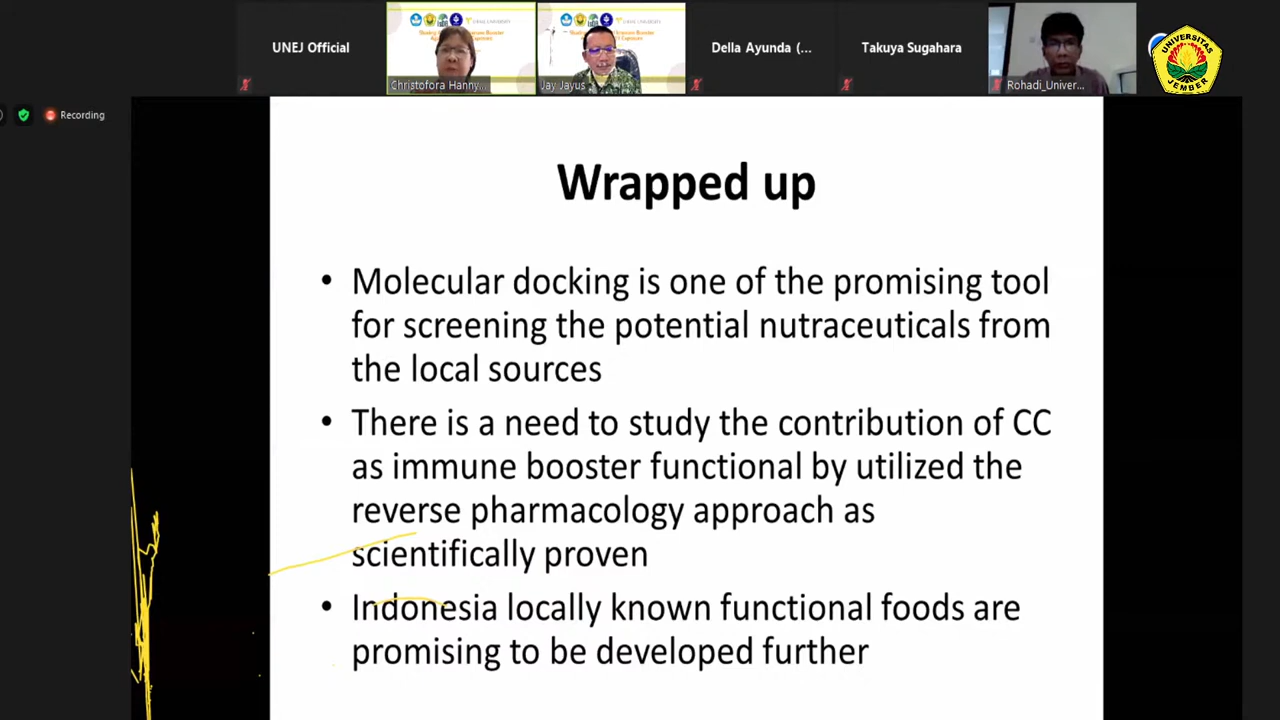 UNEJ Official
Christofora Hanny...
Jay Jayus
Della Ayunda (...
Takuya Sugahara
Rohadi_Univer...
UNIVERSITAS
JEMBER
Recording
Wrapped up
• Molecular docking is one of the promising tool
for screening the potential nutraceuticals from
the local sources
• There is a need to study the contribution of CC
as immune booster functional by utilized the
reverse pharmacology approach as
scientifically proven
• Indonesia locally known functional foods are
promising to be developed further